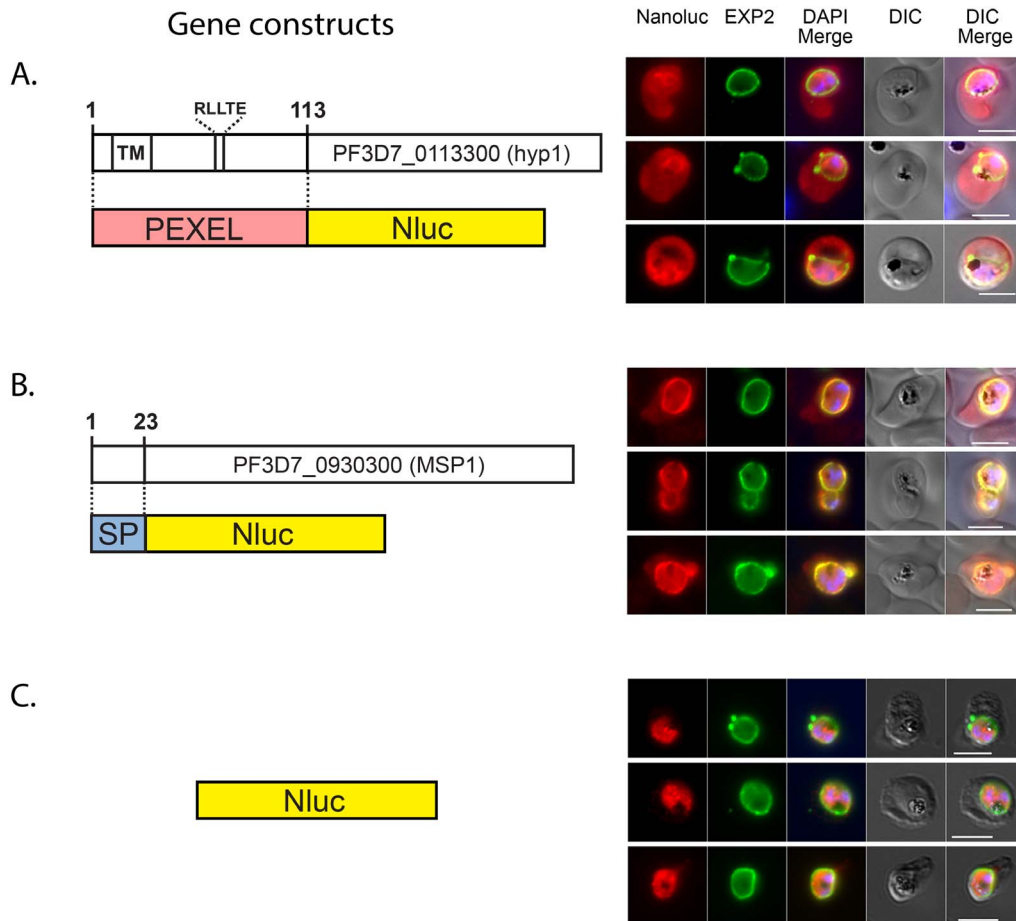 Gene constructs
Nanoluc EXP2 DAPI Merge DIC DIC Merge
A.
1 RLLTE 113
TM PF3D7_0113300 (hyp1)
PEXEL Nluc
B.
1 23
PF3D7_0930300 (MSP1)
SP Nluc
C.
Nluc